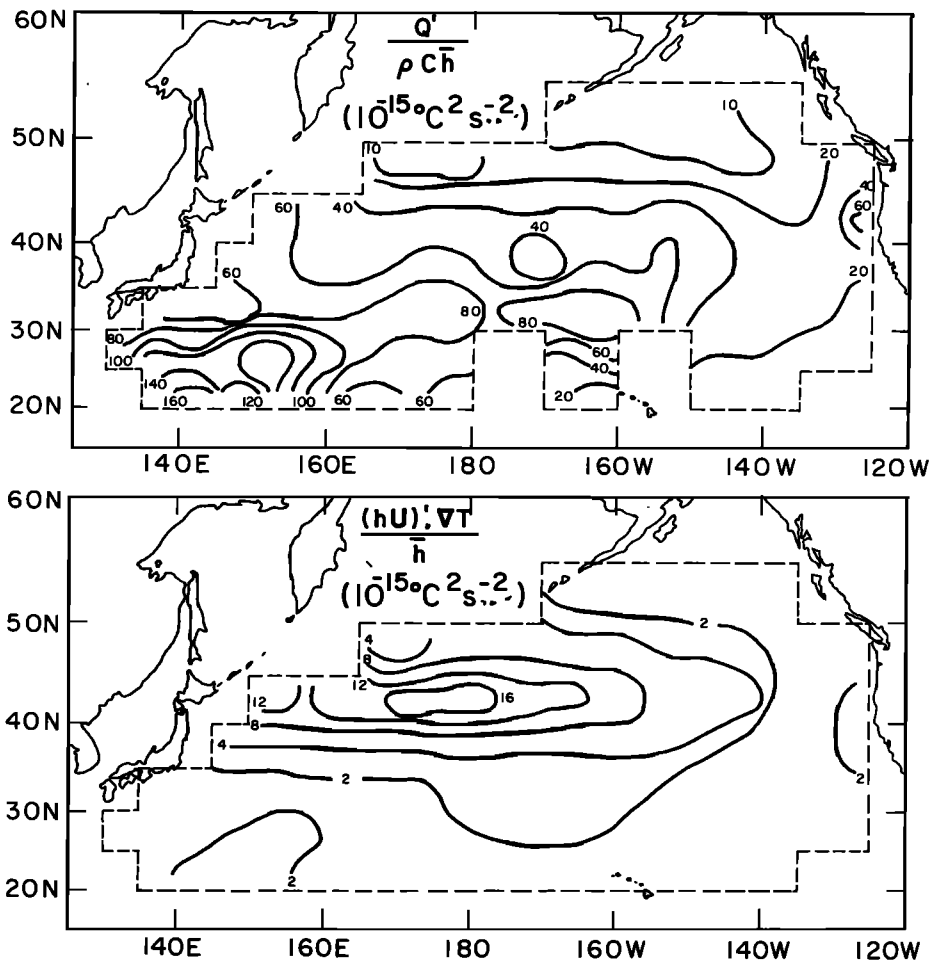 60N
Q'
ρ C h̄
(10⁻¹⁵ °C² s⁻²)
10
50N
10
20
60
40
40
60
40
40N
60
20
80
80
30N
80
100
60
40
140
160
120
100
60
60
20
20N
140E
160E
180
160W
140W
120W
60N
(hU)'·∇T
h̄
(10⁻¹⁵ °C² s⁻²)
50N
2
4
8
12
12
16
40N
8
4
2
2
30N
2
20N
140E
160E
180
160W
140W
120W